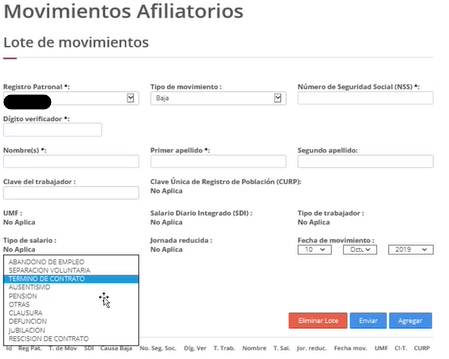 Movimientos Afiliatorios
Lote de movimientos
Registro Patronal *: Tipo de movimiento : Número de Seguridad Social (NSS) *:
Baja
Dígito verificador *:
Nombre(s) *: Primer apellido *: Segundo apellido:
Clave del trabajador : Clave Única de Registro de Población (CURP):
No Aplica
UMF : Salario Diario Integrado (SDI) : Tipo de trabajador :
No Aplica No Aplica No Aplica
Tipo de salario : Jornada reducida : Fecha de movimiento :
No Aplica No Aplica 10 Octu 2019
ABANDONO DE EMPLEO
SEPARACION VOLUNTARIA
TERMINO DE CONTRATO
AUSENTISMO
PENSION
OTRAS
CLAUSURA
DEFUNCION
JUBILACION
RESCISION DE CONTRATO
Eliminar Lote Enviar Agregar
Id Reg Pat. T. de Mov SDI Causa Baja No. Seg. Soc. Díg. Ver T. Trab. Nombre T. Sal. Jor. reduc. Fecha mov. UMF Cl-T. CURP